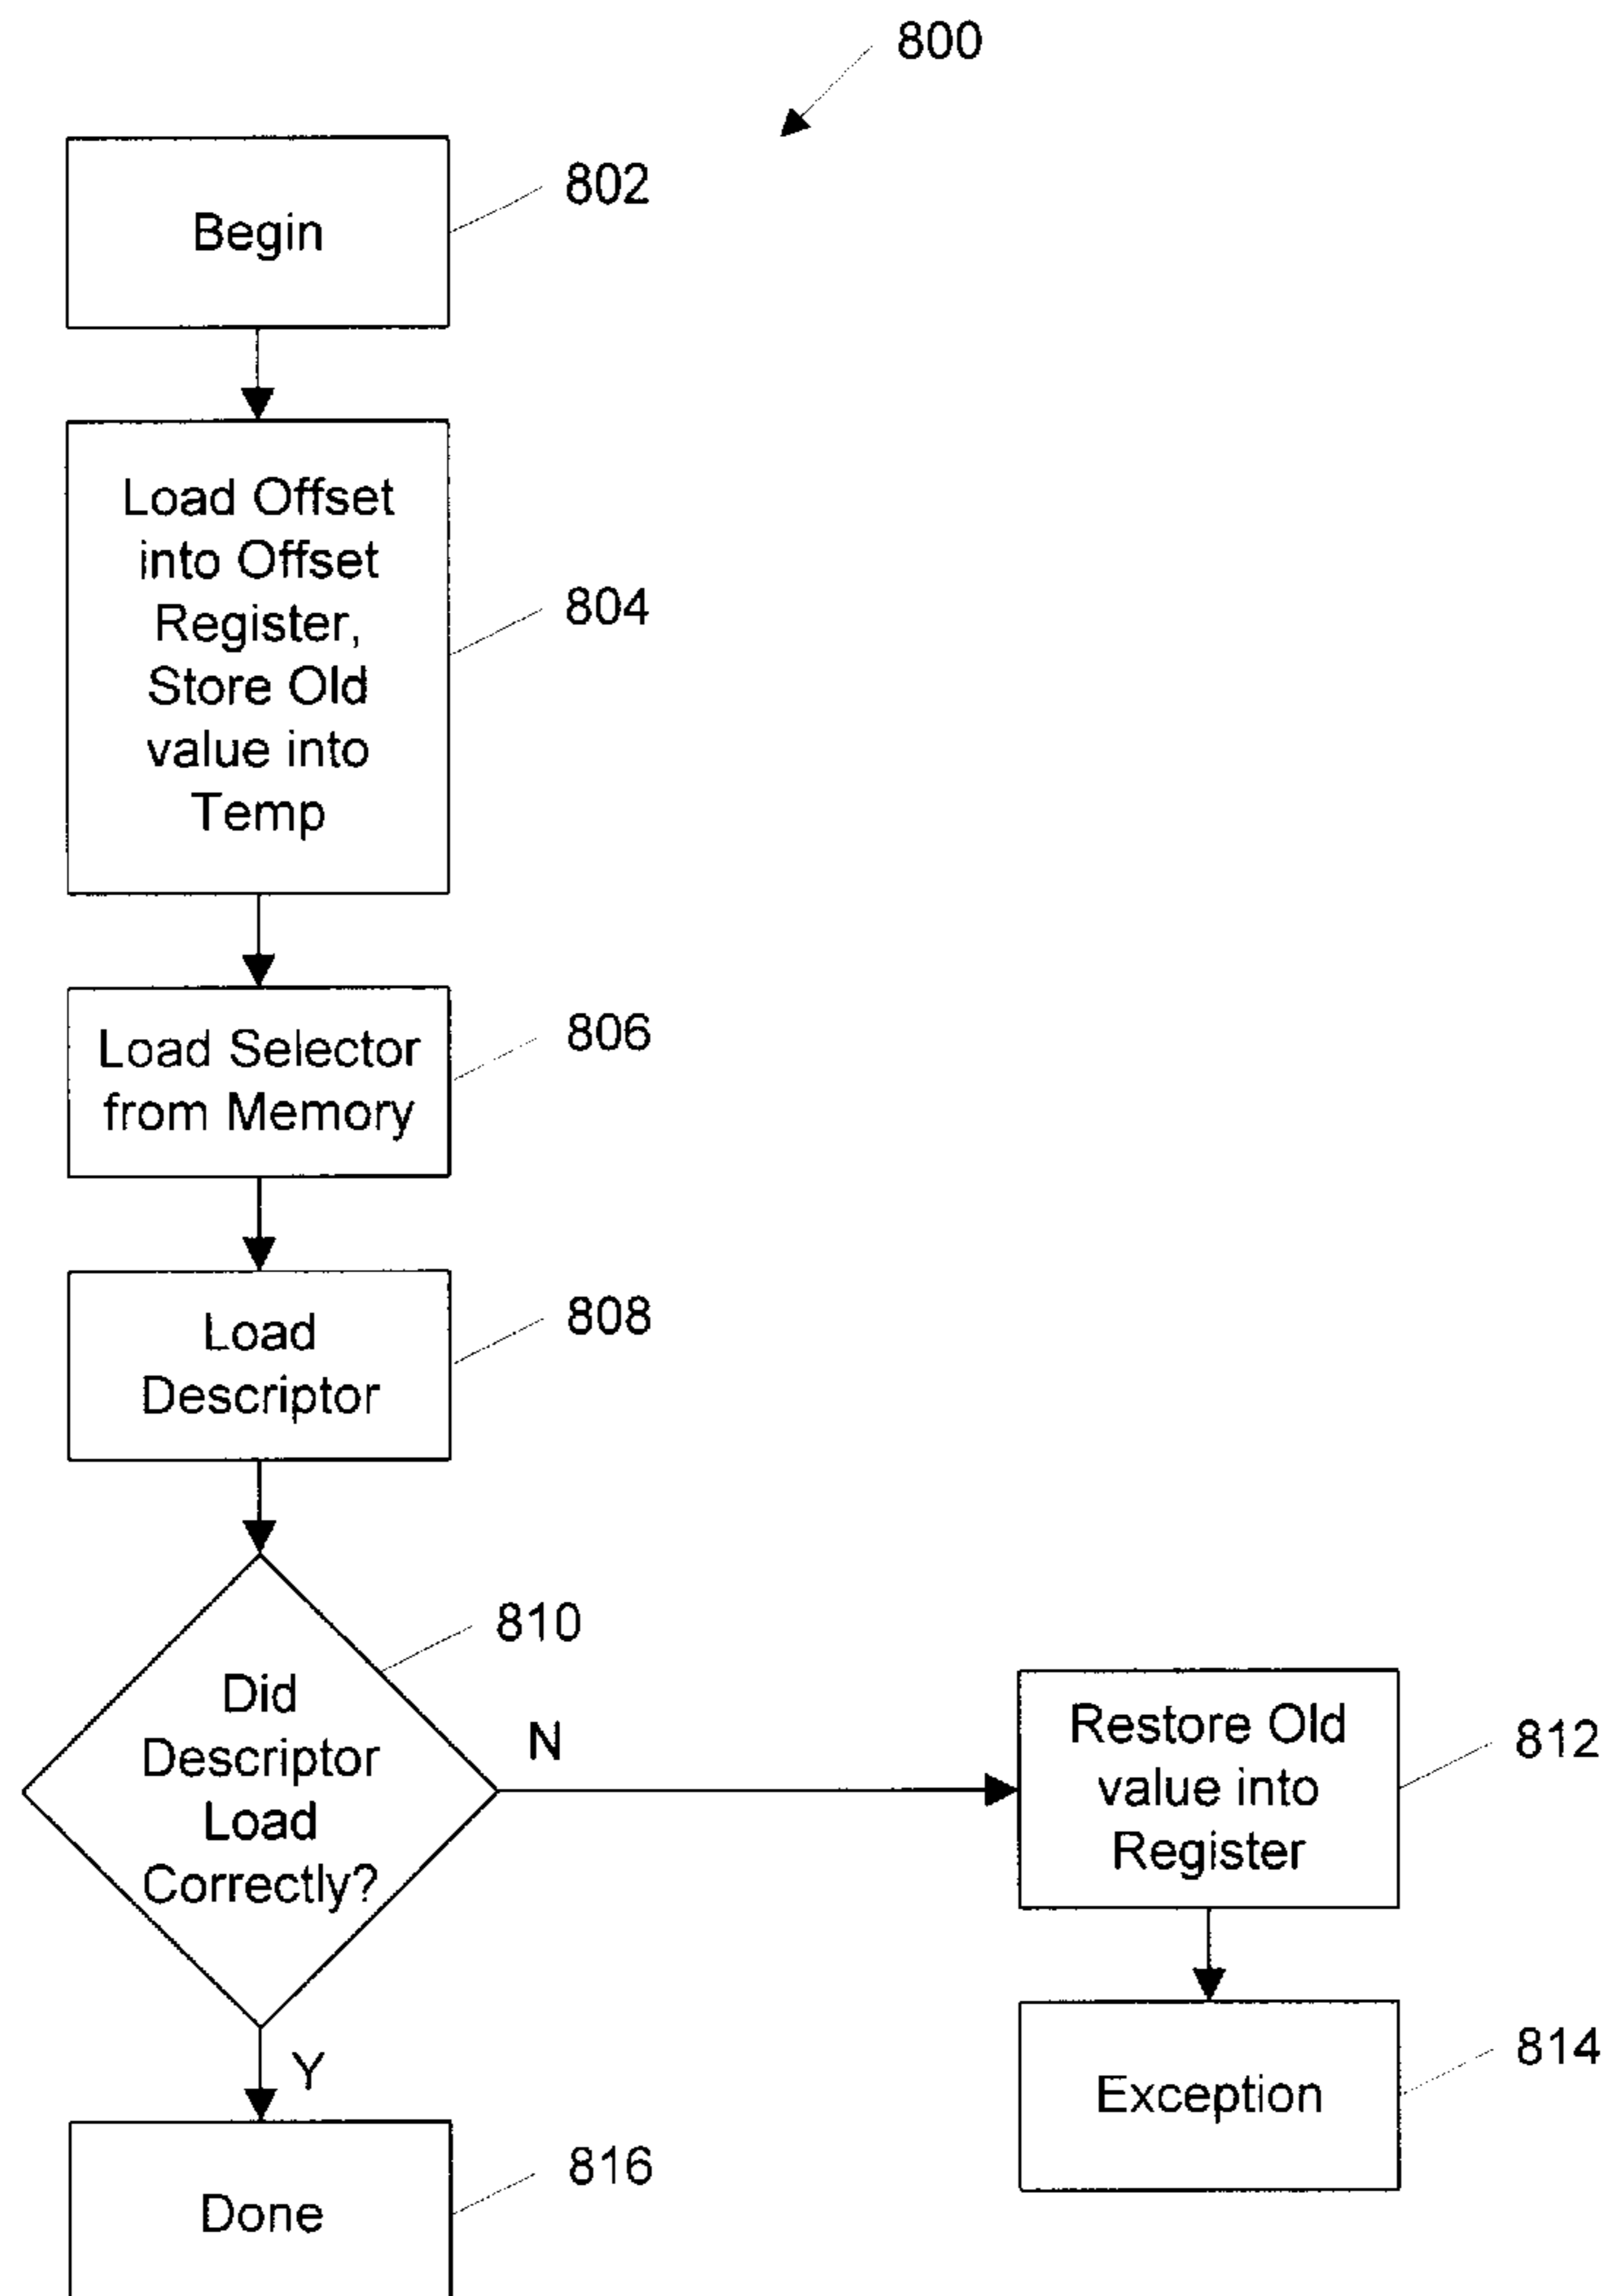 800
802
Begin
Load Offset
into Offset
Register,
Store Old
value into
Temp
804
Load Selector
from Memory
806
Load
Descriptor
808
810
Did
Descriptor
Load
Correctly?
N
Restore Old
value into
Register
812
Y
Exception
814
Done
816